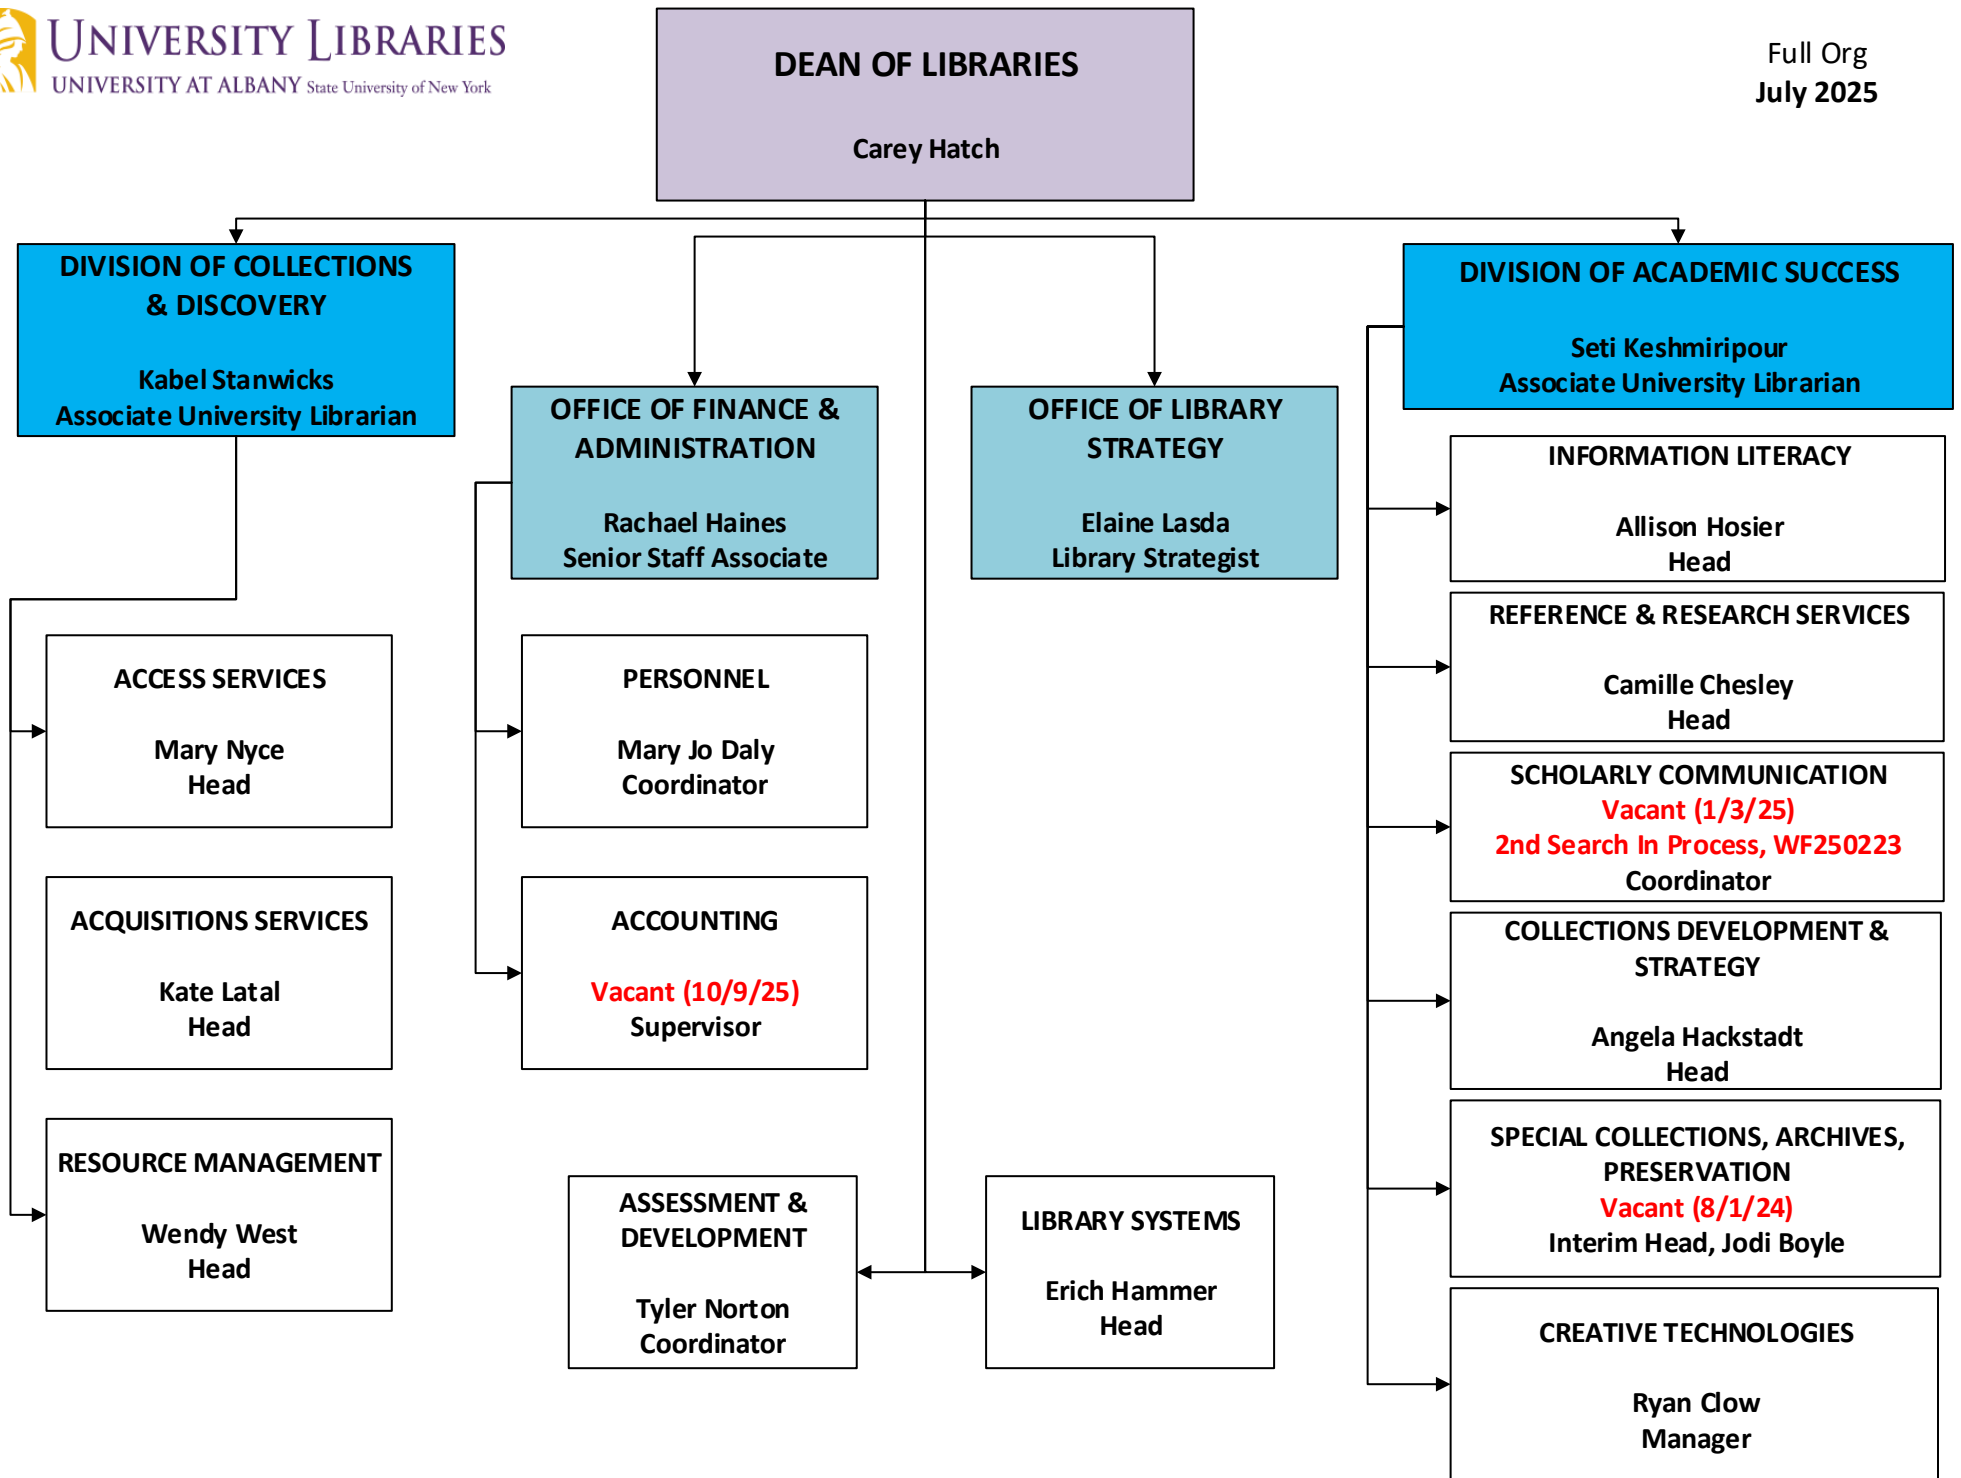 UNIVERSITY LIBRARIES
UNIVERSITY AT ALBANY State University of New York
DEAN OF LIBRARIES
Carey Hatch
Full Org
July 2025
DIVISION OF COLLECTIONS
& DISCOVERY
Kabel Stanwicks
Associate University Librarian
OFFICE OF FINANCE &
ADMINISTRATION
Rachael Haines
Senior Staff Associate
OFFICE OF LIBRARY
STRATEGY
Elaine Lasda
Library Strategist
DIVISION OF ACADEMIC SUCCESS
Seti Keshmiripour
Associate University Librarian
ACCESS SERVICES
Mary Nyce
Head
ACQUISITIONS SERVICES
Kate Latal
Head
RESOURCE MANAGEMENT
Wendy West
Head
PERSONNEL
Mary Jo Daly
Coordinator
ACCOUNTING
Vacant (10/9/25)
Supervisor
ASSESSMENT &
DEVELOPMENT
Tyler Norton
Coordinator
LIBRARY SYSTEMS
Erich Hammer
Head
INFORMATION LITERACY
Allison Hosier
Head
REFERENCE & RESEARCH SERVICES
Camille Chesley
Head
SCHOLARLY COMMUNICATION
Vacant (1/3/25)
2nd Search In Process, WF250223
Coordinator
COLLECTIONS DEVELOPMENT &
STRATEGY
Angela Hackstadt
Head
SPECIAL COLLECTIONS, ARCHIVES,
PRESERVATION
Vacant (8/1/24)
Interim Head, Jodi Boyle
CREATIVE TECHNOLOGIES
Ryan Clow
Manager